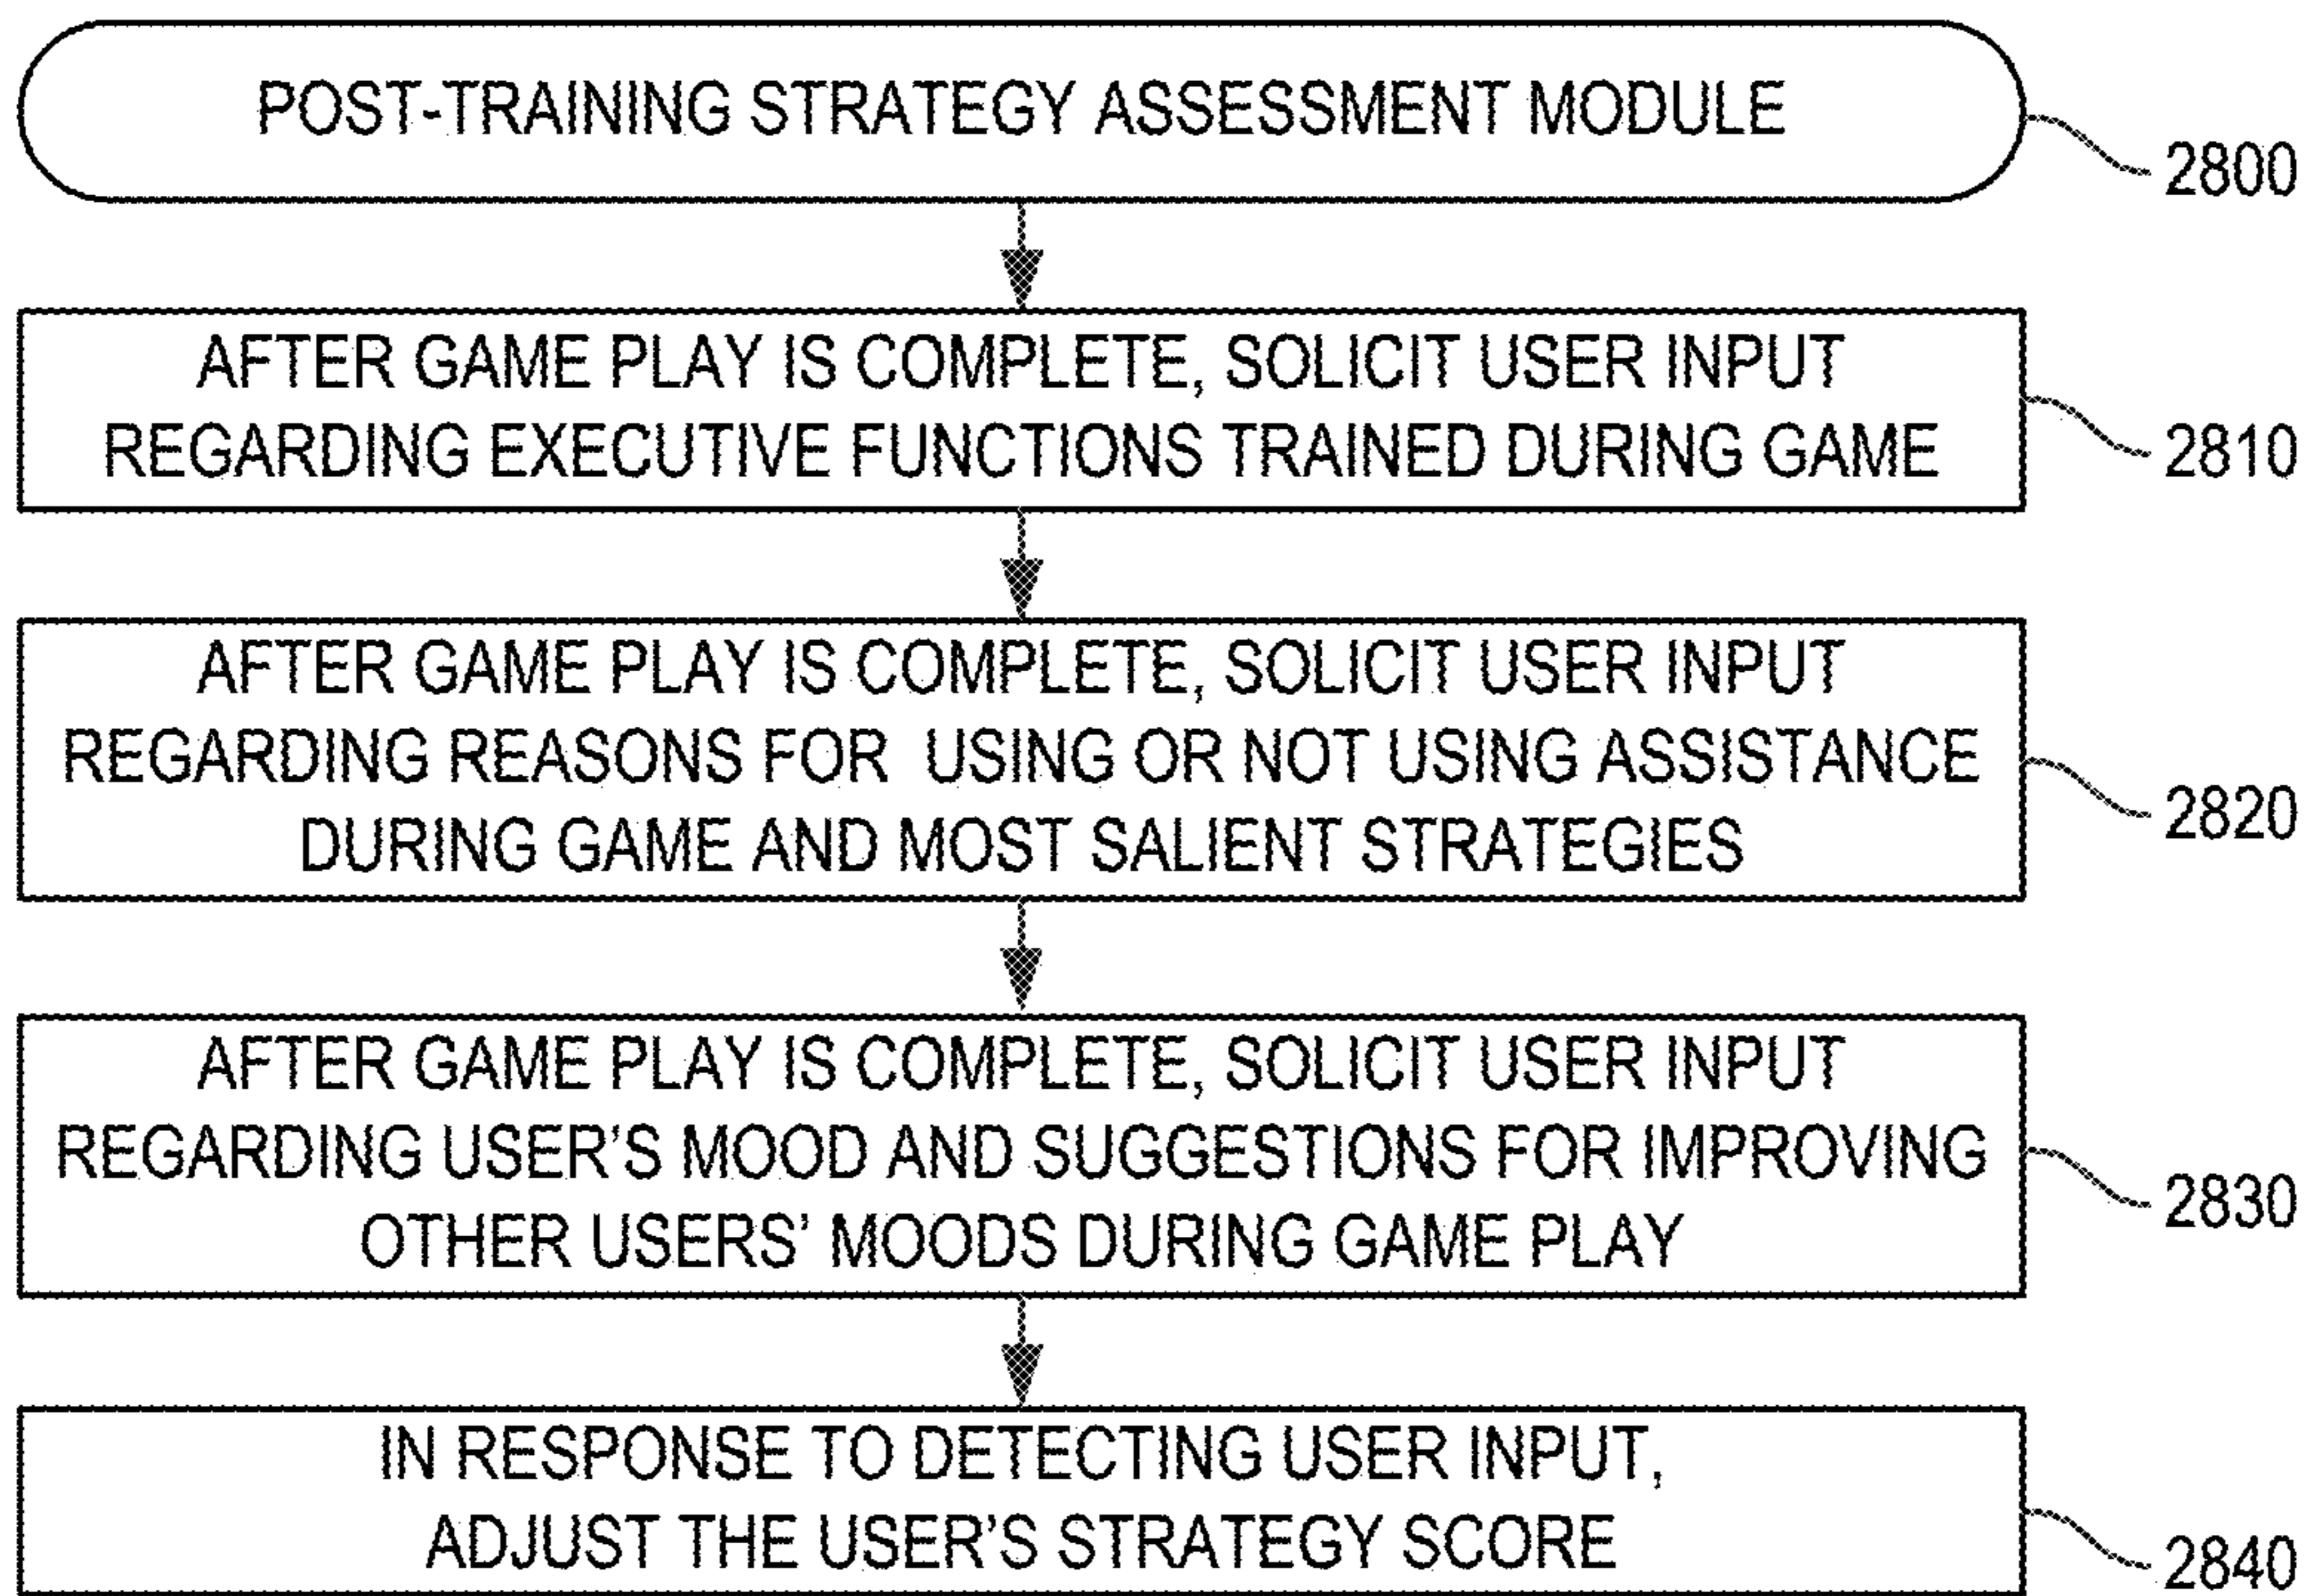 POST-TRAINING STRATEGY ASSESSMENT MODULE
2800
AFTER GAME PLAY IS COMPLETE, SOLICIT USER INPUT
REGARDING EXECUTIVE FUNCTIONS TRAINED DURING GAME
2810
AFTER GAME PLAY IS COMPLETE, SOLICIT USER INPUT
REGARDING REASONS FOR USING OR NOT USING ASSISTANCE
DURING GAME AND MOST SALIENT STRATEGIES
2820
AFTER GAME PLAY IS COMPLETE, SOLICIT USER INPUT
REGARDING USER'S MOOD AND SUGGESTIONS FOR IMPROVING
OTHER USERS' MOODS DURING GAME PLAY
2830
IN RESPONSE TO DETECTING USER INPUT,
ADJUST THE USER'S STRATEGY SCORE
2840